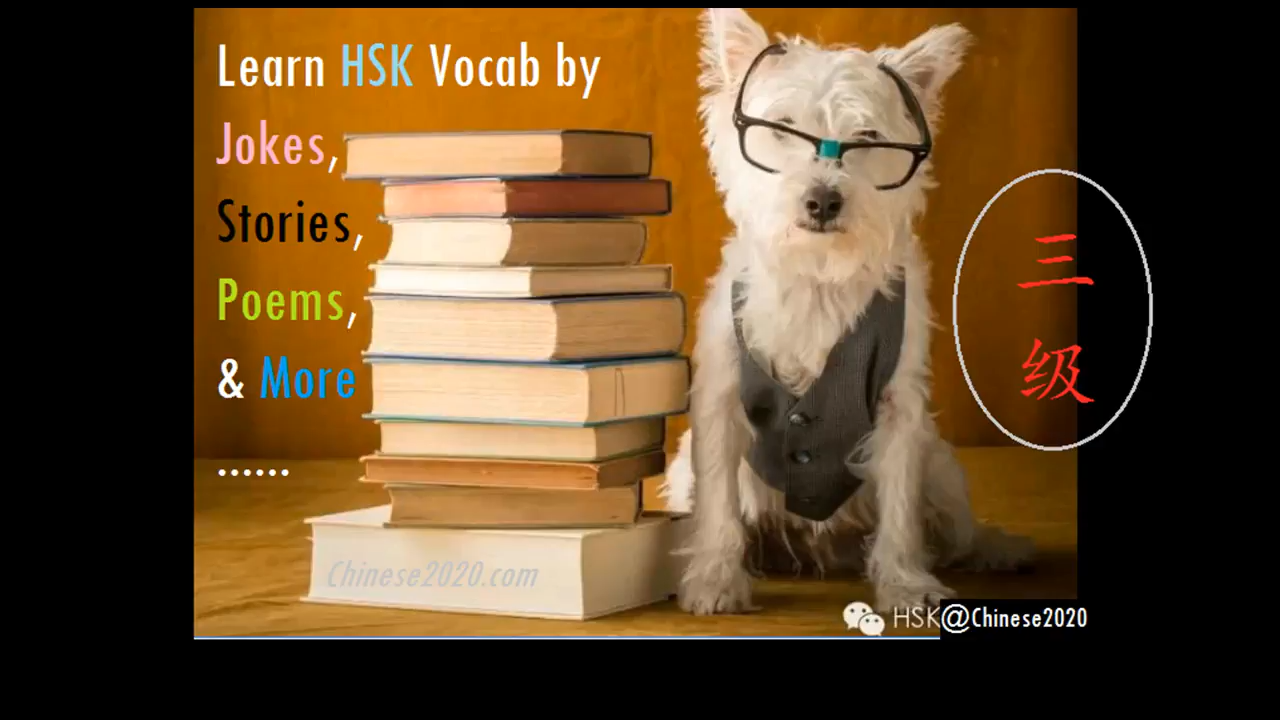 Learn HSK Vocab by
Jokes,
Stories,
Poems,
& More
......
三
级
Chinese2020.com
HSK@Chinese2020